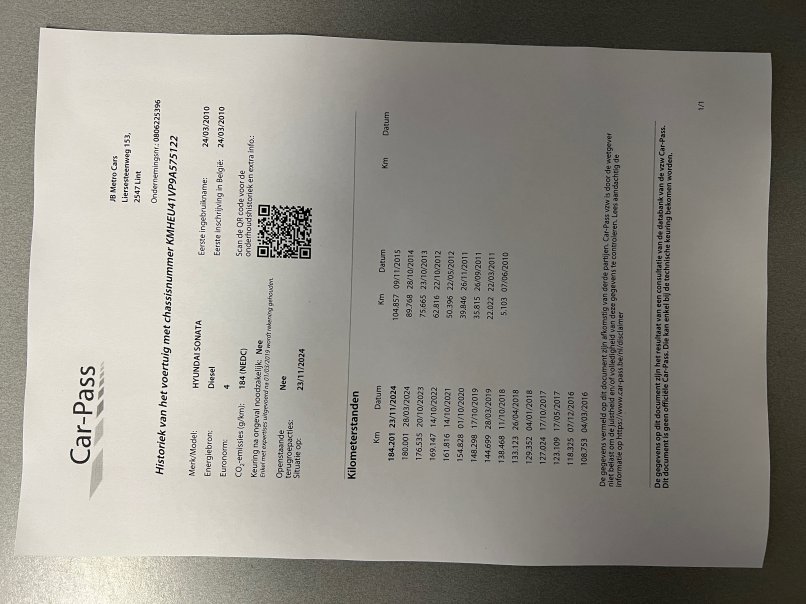 Car-Pass
JB Metro Cars
Liersesteenweg 153,
2547 Lint
Ondernemingsnr.: 0806225396
Historiek van het voertuig met chassisnummer KMHEU41VP9A575122
Merk/Model: HYUNDAI SONATA
Energiebron: Diesel
Euronorm: 4
CO2-emissies (g/km): 184 (NEDC)
Keuring na ongeval noodzakelijk: Nee
Enkel met expertises uitgevoerd na 01/03/2019 wordt rekening gehouden.
Openstaande
terugroepacties: Nee
Situatie op: 23/11/2024
Eerste ingebruikname: 24/03/2010
Eerste inschrijving in België: 24/03/2010
Scan de QR code voor de
onderhoudshistoriek en extra info.:
Kilometerstanden
Km Datum
184.201 23/11/2024
180.001 28/03/2024
176.535 20/10/2023
169.147 14/10/2022
161.816 14/10/2021
154.828 01/10/2020
148.298 17/10/2019
144.699 28/03/2019
138.468 11/10/2018
133.123 26/04/2018
129.352 04/01/2018
127.024 17/10/2017
123.109 17/05/2017
118.325 07/12/2016
108.753 04/03/2016
Km Datum
104.857 09/11/2015
89.768 28/10/2014
75.665 23/10/2013
62.816 22/10/2012
50.396 22/05/2012
39.846 26/11/2011
35.815 26/09/2011
22.022 22/03/2011
5.103 07/06/2010
Km Datum
De gegevens vermeld op dit document zijn afkomstig van derde partijen. Car-Pass vzw is door de wetgever
niet belast om de juistheid en/of volledigheid van deze gegevens te controleren. Lees aandachtig de
informatie op https://www.car-pass.be/nl/disclaimer
De gegevens op dit document zijn het resultaat van een consultatie van de databank van de vzw Car-Pass.
Dit document is geen officiële Car-Pass. Die kan enkel bij de technische keuring bekomen worden.
1/1